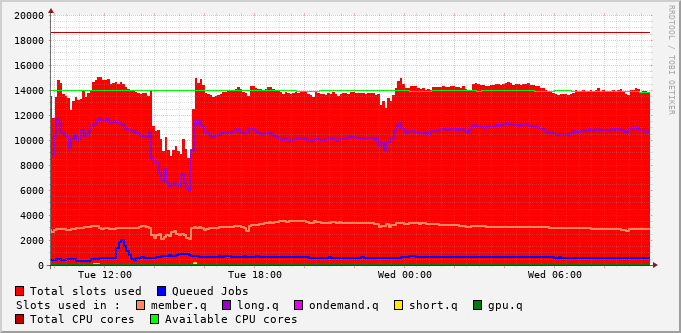 20000
18000
16000
14000
12000
10000
8000
6000
4000
2000
0
Tue 12:00 Tue 18:00 Wed 00:00 Wed 06:00
RRDTOOL / TOBI OETIKER
Total slots used Queued Jobs
Slots used in : member.q long.q ondemand.q short.q gpu.q
Total CPU cores Available CPU cores